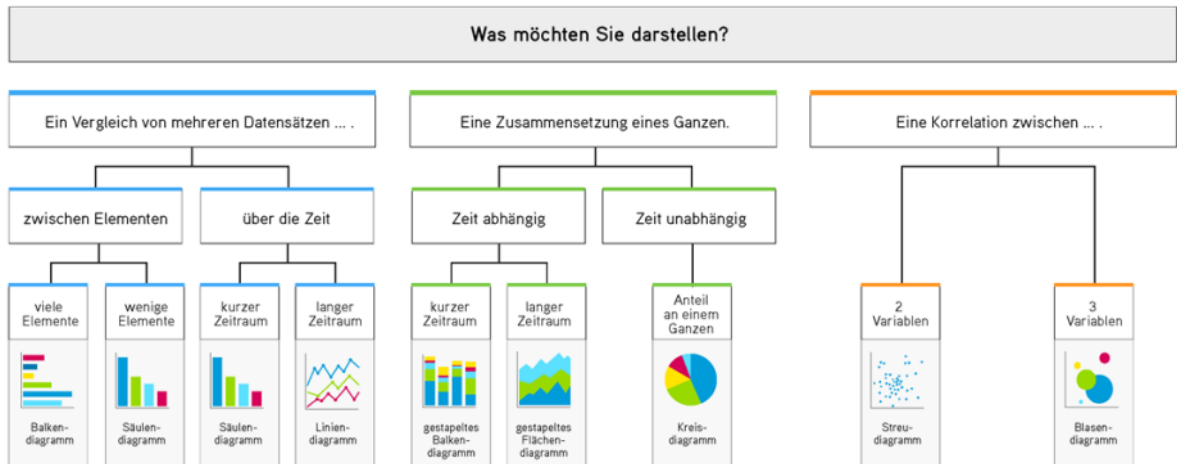 Was möchten Sie darstellen?
Ein Vergleich von mehreren Datensätzen ... .
Eine Zusammensetzung eines Ganzen.
Eine Korrelation zwischen ... .
zwischen Elementen
über die Zeit
Zeit abhängig
Zeit unabhängig
viele
Elemente
wenige
Elemente
kurzer
Zeitraum
langer
Zeitraum
kurzer
Zeitraum
langer
Zeitraum
Anteil
an einem
Ganzen
2
Variablen
3
Variablen
Balken-
diagramm
Säulen-
diagramm
Säulen-
diagramm
Linien-
diagramm
gestapeltes
Balken-
diagramm
gestapeltes
Flächen-
diagramm
Kreis-
diagramm
Streu-
diagramm
Blasen-
diagramm